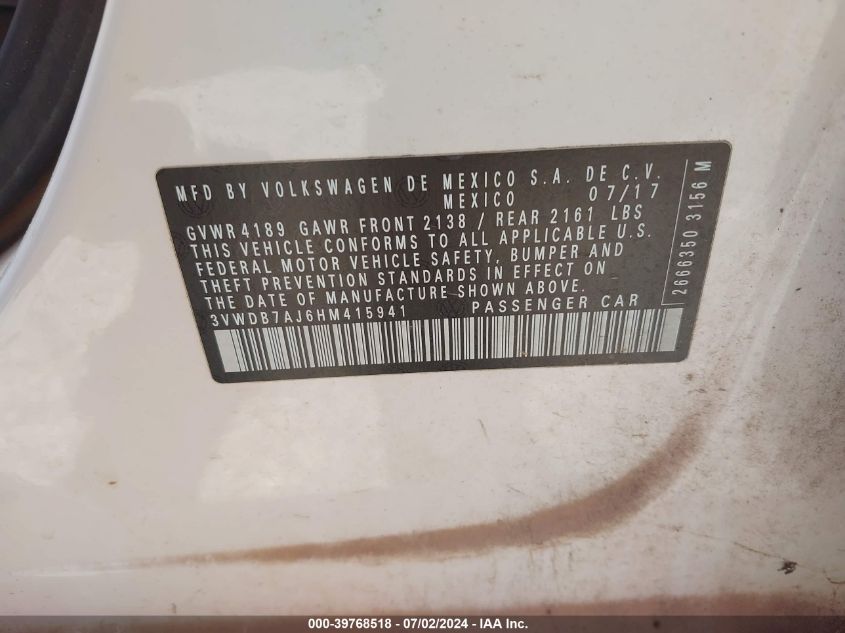 MFD BY VOLKSWAGEN DE MEXICO S.A. DE C.V.
MEXICO 07/17
GVWR 4189 GAWR FRONT 2138 / REAR 2161 LBS
THIS VEHICLE CONFORMS TO ALL APPLICABLE U.S.
FEDERAL MOTOR VEHICLE SAFETY, BUMPER AND
THEFT PREVENTION STANDARDS IN EFFECT ON
THE DATE OF MANUFACTURE SHOWN ABOVE.
3VWDB7AJ6HM415941 PASSENGER CAR
2666350 3156 M
000-39768518 - 07/02/2024 - IAA Inc.